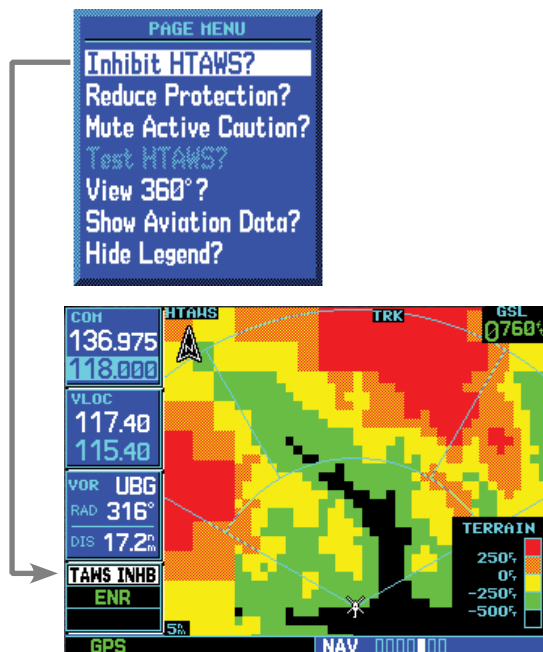 PAGE MENU
Inhibit HTAWS?
Reduce Protection?
Mute Active Caution?
Test HTAWS?
View 360°?
Show Aviation Data?
Hide Legend?
COM
136.975
118.000
VLOC
117.40
115.40
VOR UBG
RAD 316°
DIS 17.2nm
TAWS INHB
ENR
HTAWS
TRK
GSL
0760ft
TERRAIN
250ft
0ft
-250ft
-500ft
5nm
GPS
NAV